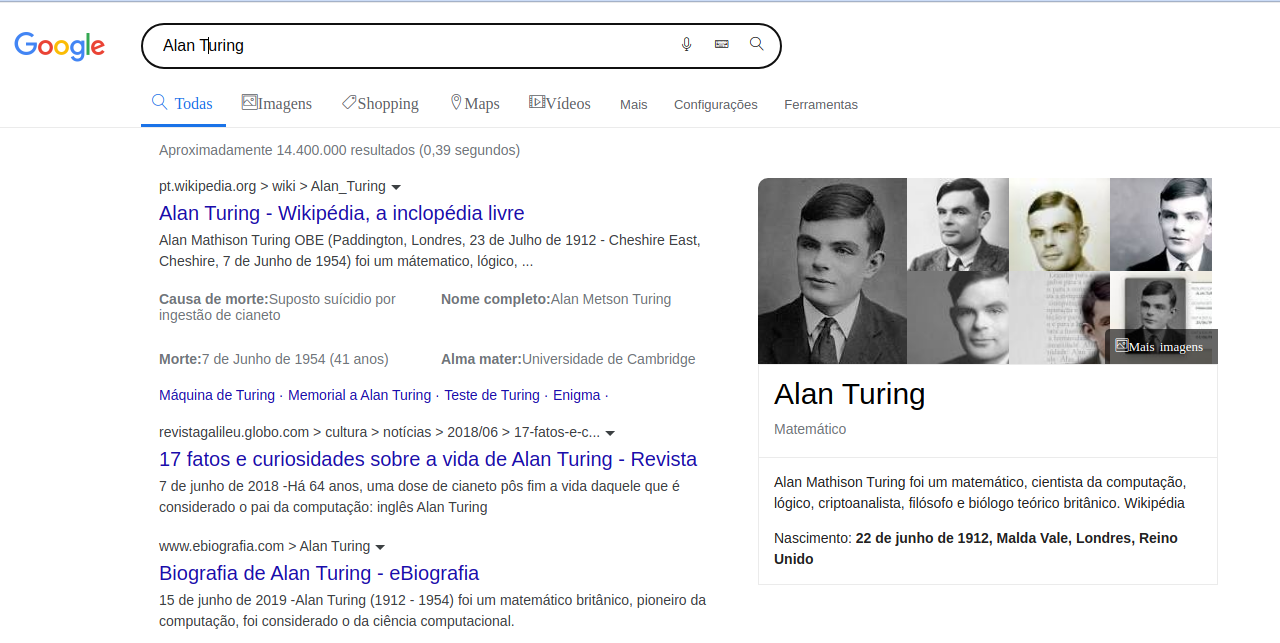 Google
Alan Turing
Todas Imagens Shopping Maps Vídeos Mais Configurações Ferramentas
Aproximadamente 14.400.000 resultados (0,39 segundos)
pt.wikipedia.org > wiki > Alan_Turing
Alan Turing - Wikipédia, a inclopédia livre
Alan Mathison Turing OBE (Paddington, Londres, 23 de Julho de 1912 - Cheshire East,
Cheshire, 7 de Junho de 1954) foi um mátematico, lógico, ...
Causa de morte:Suposto suícidio por
ingestão de cianeto
Nome completo:Alan Metson Turing
Morte:7 de Junho de 1954 (41 anos)
Alma mater:Universidade de Cambridge
Máquina de Turing · Memorial a Alan Turing · Teste de Turing · Enigma ·
revistagalileu.globo.com > cultura > notícias > 2018/06 > 17-fatos-e-c...
17 fatos e curiosidades sobre a vida de Alan Turing - Revista
7 de junho de 2018 -Há 64 anos, uma dose de cianeto pôs fim a vida daquele que é
considerado o pai da computação: inglês Alan Turing
www.ebiografia.com > Alan Turing
Biografia de Alan Turing - eBiografia
15 de junho de 2019 -Alan Turing (1912 - 1954) foi um matemático britânico, pioneiro da
computação, foi considerado o da ciência computacional.
Mais imagens
Alan Turing
Matemático
Alan Mathison Turing foi um matemático, cientista da computação,
lógico, criptoanalista, filósofo e biólogo teórico britânico. Wikipédia
Nascimento: 22 de junho de 1912, Malda Vale, Londres, Reino
Unido